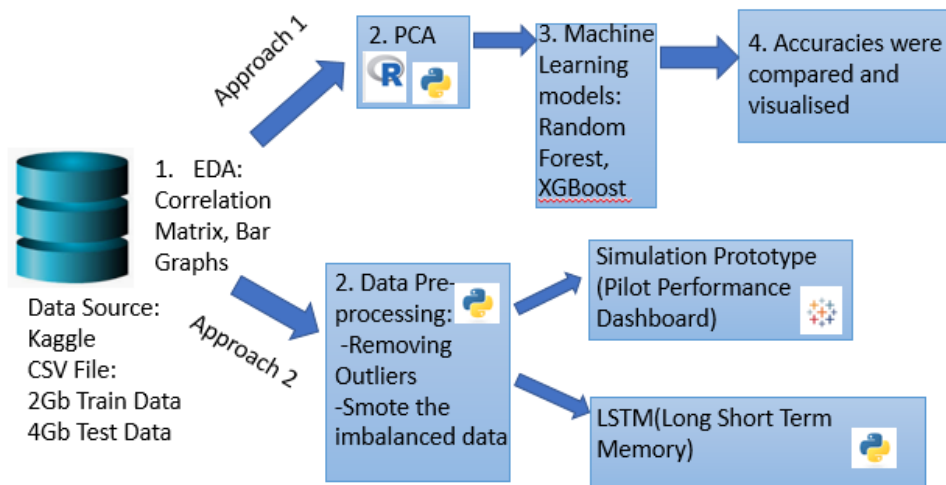 Approach 1
2. PCA
R
3. Machine
Learning
models:
Random
Forest,
XGBoost
4. Accuracies were
compared and
visualised
1. EDA:
Correlation
Matrix, Bar
Graphs
Data Source:
Kaggle
CSV File:
2Gb Train Data
4Gb Test Data
Approach 2
2. Data Pre-
processing:
-Removing
Outliers
-Smote the
imbalanced data
Simulation Prototype
(Pilot Performance
Dashboard)
LSTM(Long Short Term
Memory)